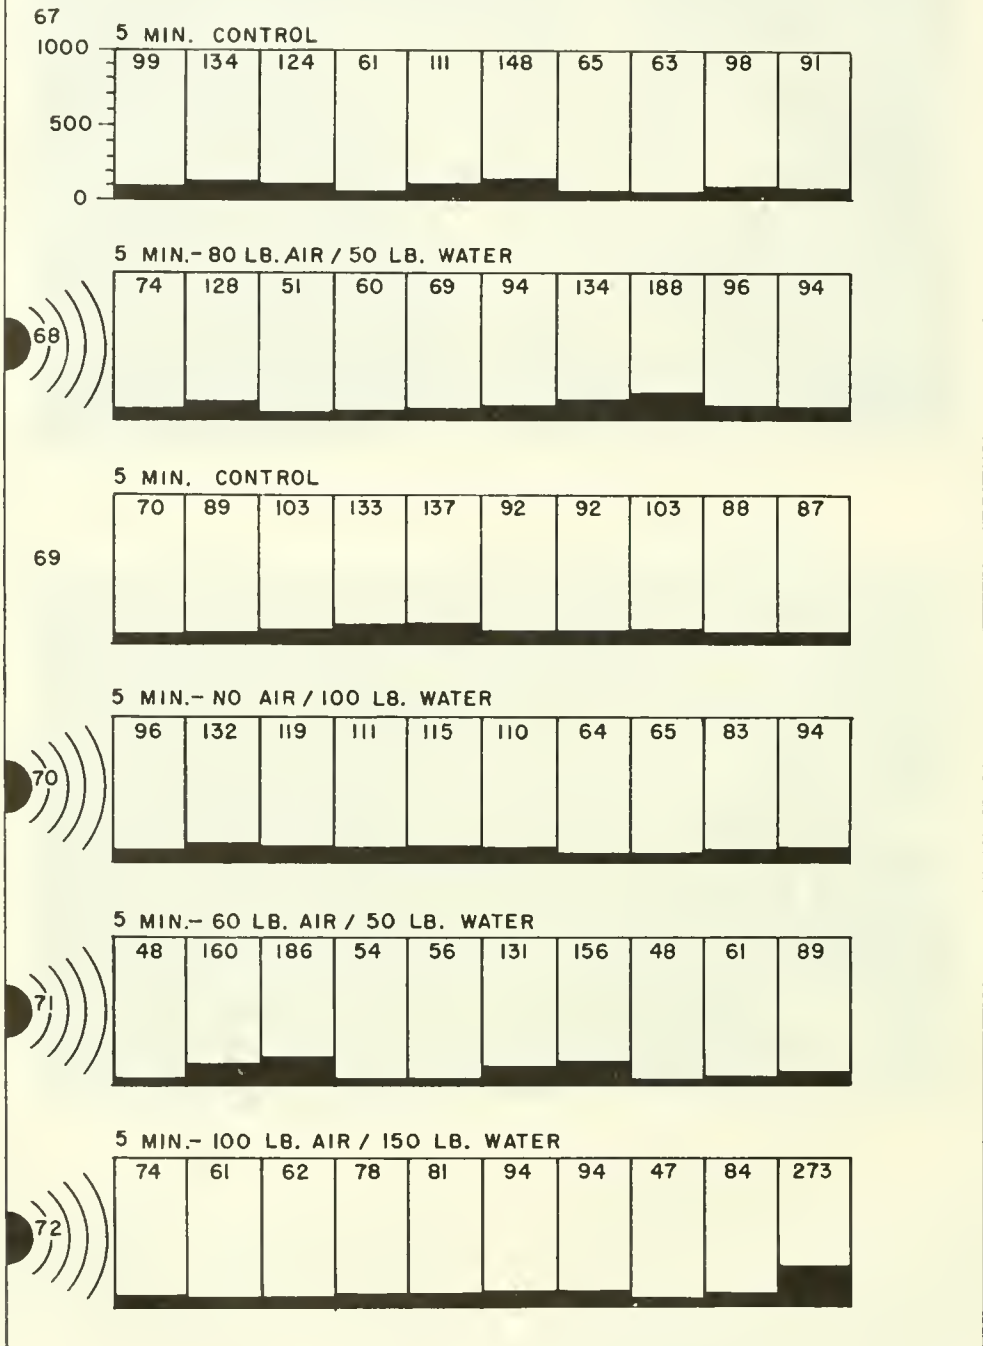 67
5 MIN. CONTROL
1000
99 134 124 61 111 148 65 63 98 91
500
0
5 MIN.-80 LB. AIR / 50 LB. WATER
74 128 51 60 69 94 134 188 96 94
68
5 MIN. CONTROL
70 89 103 133 137 92 92 103 88 87
69
5 MIN.- NO AIR / 100 LB. WATER
96 132 119 111 115 110 64 65 83 94
70
5 MIN.- 60 LB. AIR / 50 LB. WATER
48 160 186 54 56 131 156 48 61 89
71
5 MIN.- 100 LB. AIR / 150 LB. WATER
74 61 62 78 81 94 94 47 84 273
72